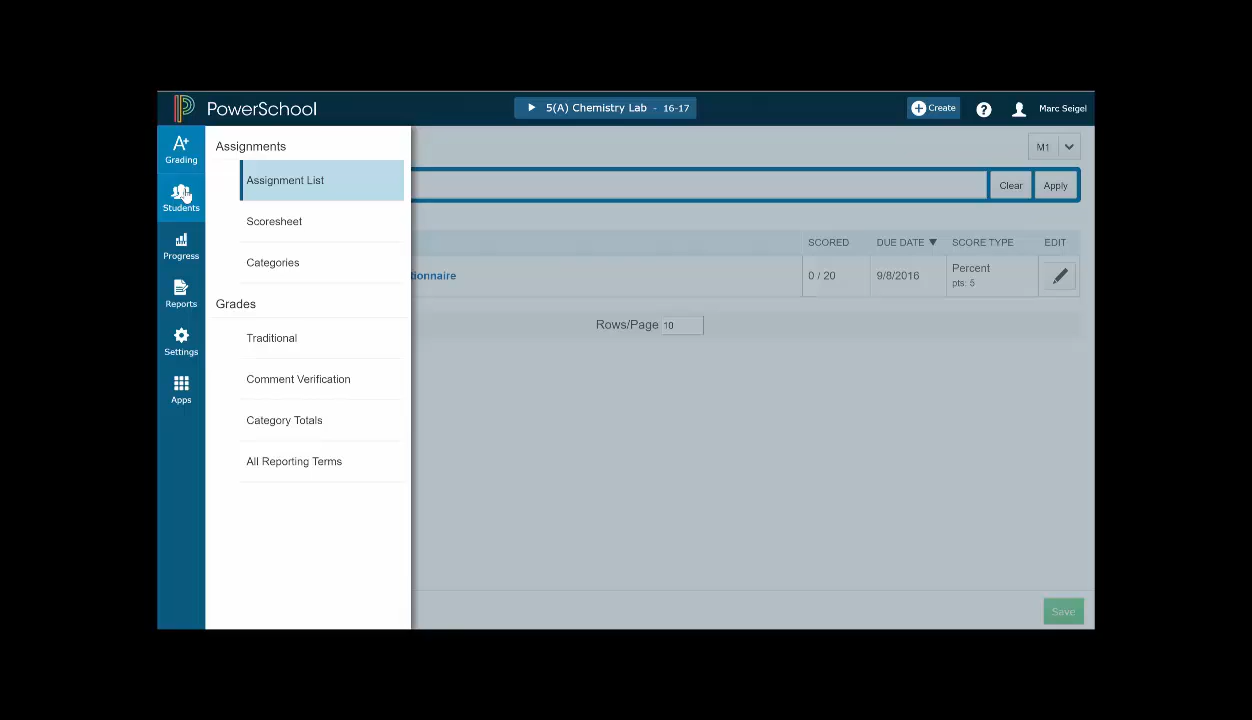 PowerSchool
5(A) Chemistry Lab - 16-17
Create
?
Marc Seigel
A+
Grading
Students
Progress
Reports
Settings
Apps
Assignments
Assignment List
Scoresheet
Categories
Grades
Traditional
Comment Verification
Category Totals
All Reporting Terms
M1
Clear
Apply
SCORED
DUE DATE
SCORE TYPE
EDIT
tionnaire
0 / 20
9/8/2016
Percent
pts: 5
Rows/Page 10
Save